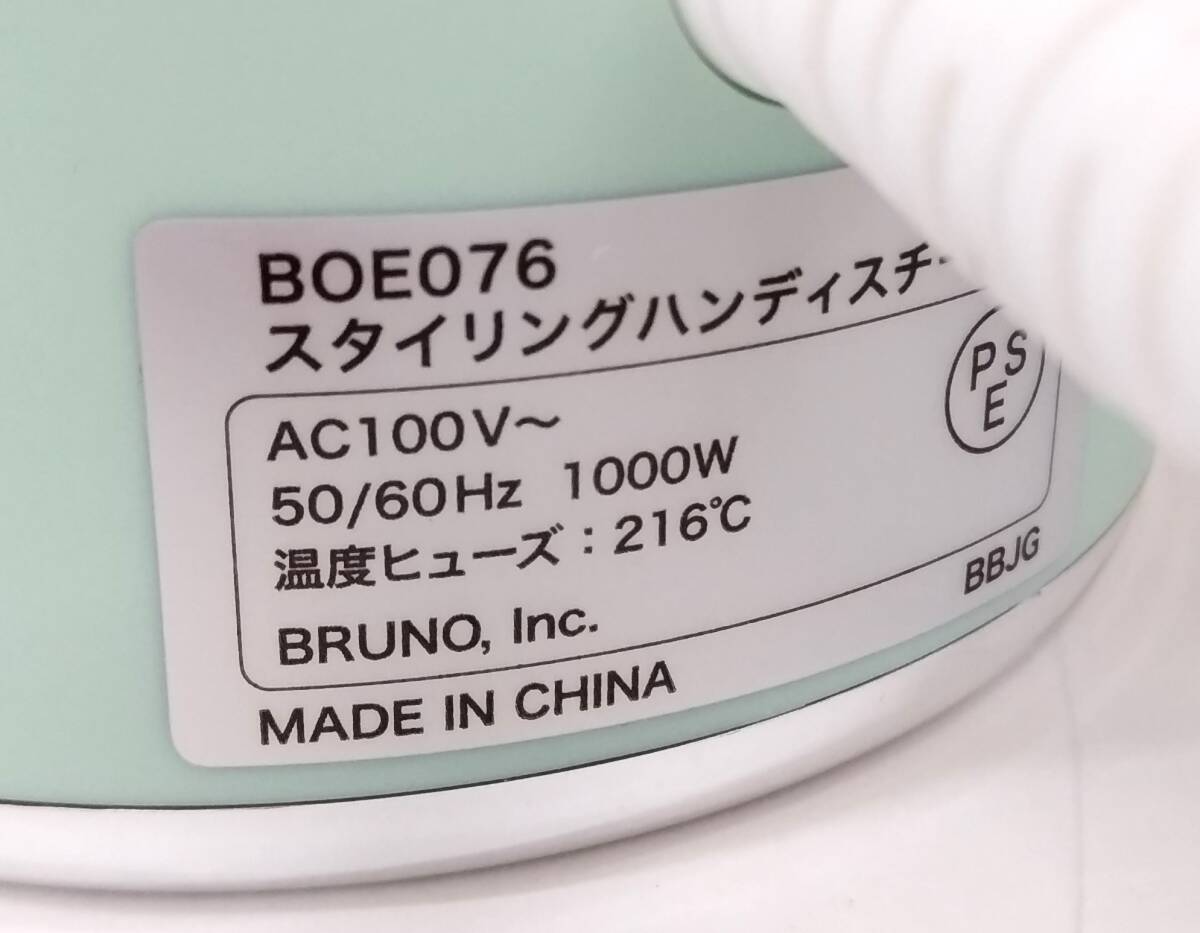 BOE076
スタイリングハンディスチ
AC100V～
50/60Hz 1000W
温度ヒューズ：216℃
BRUNO, Inc.
PSE
BBJG
MADE IN CHINA